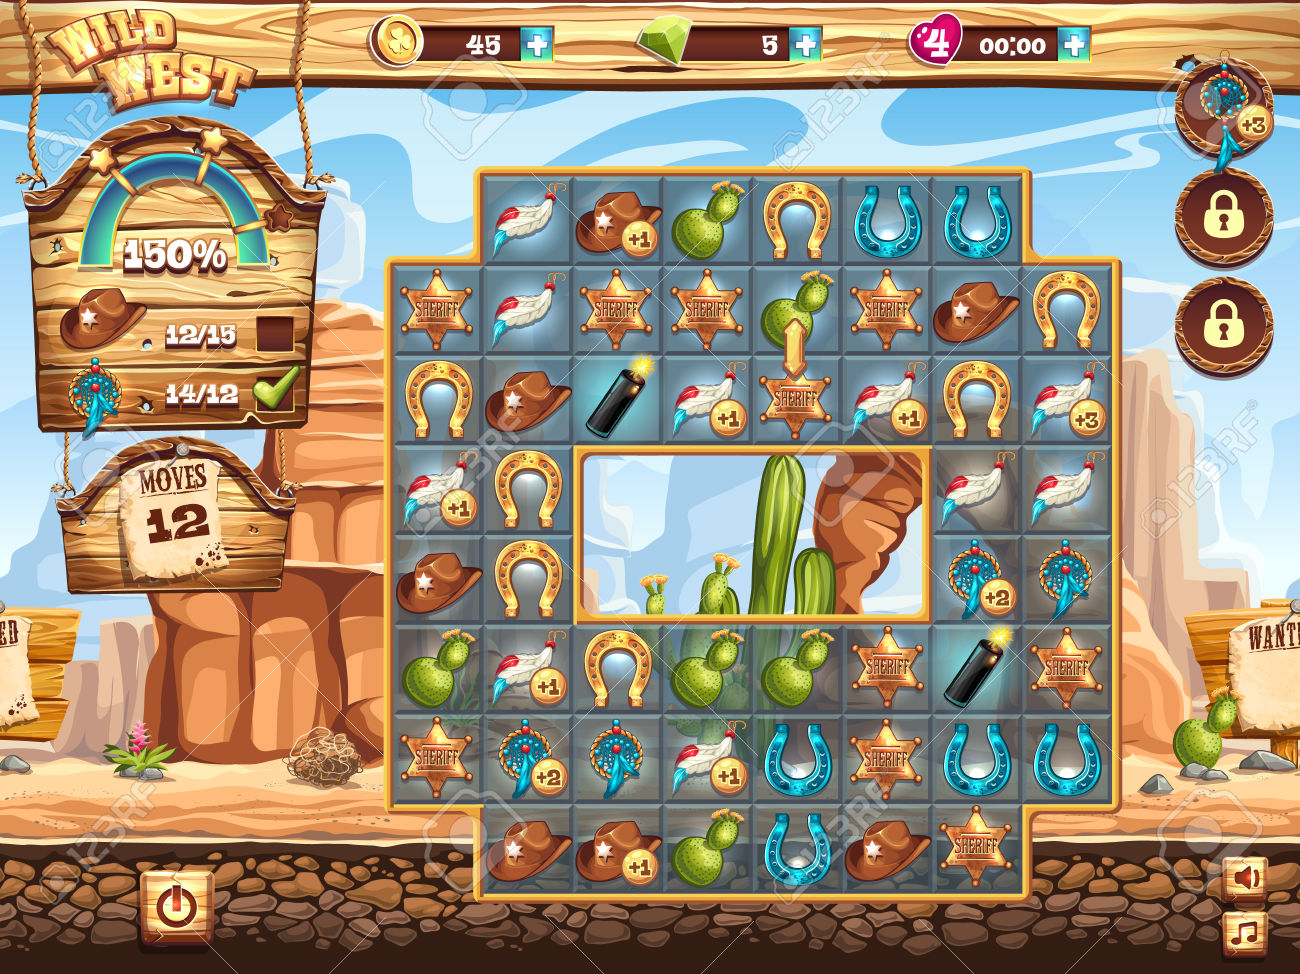 WILD
WEST
45
5
4
00:00
+3
150%
12/15
14/12
MOVES
12
+1
SHERIFF
SHERIFF
SHERIFF
SHERIFF
+1
SHERIFF
+1
+3
+1
+2
WANT
+1
SHERIFF
SHERIFF
SHERIFF
+2
+1
SHERIFF
+1
SHERIFF
ED
123RF